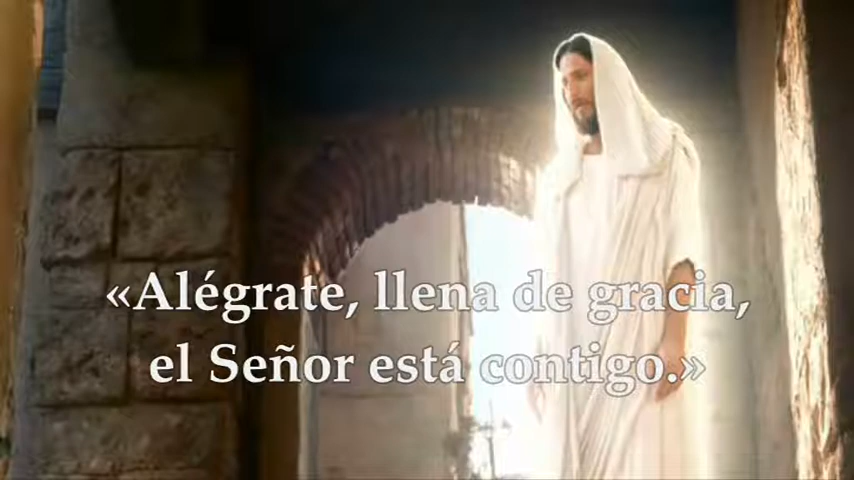 «Alégrate, llena de gracia,
el Señor está contigo.»